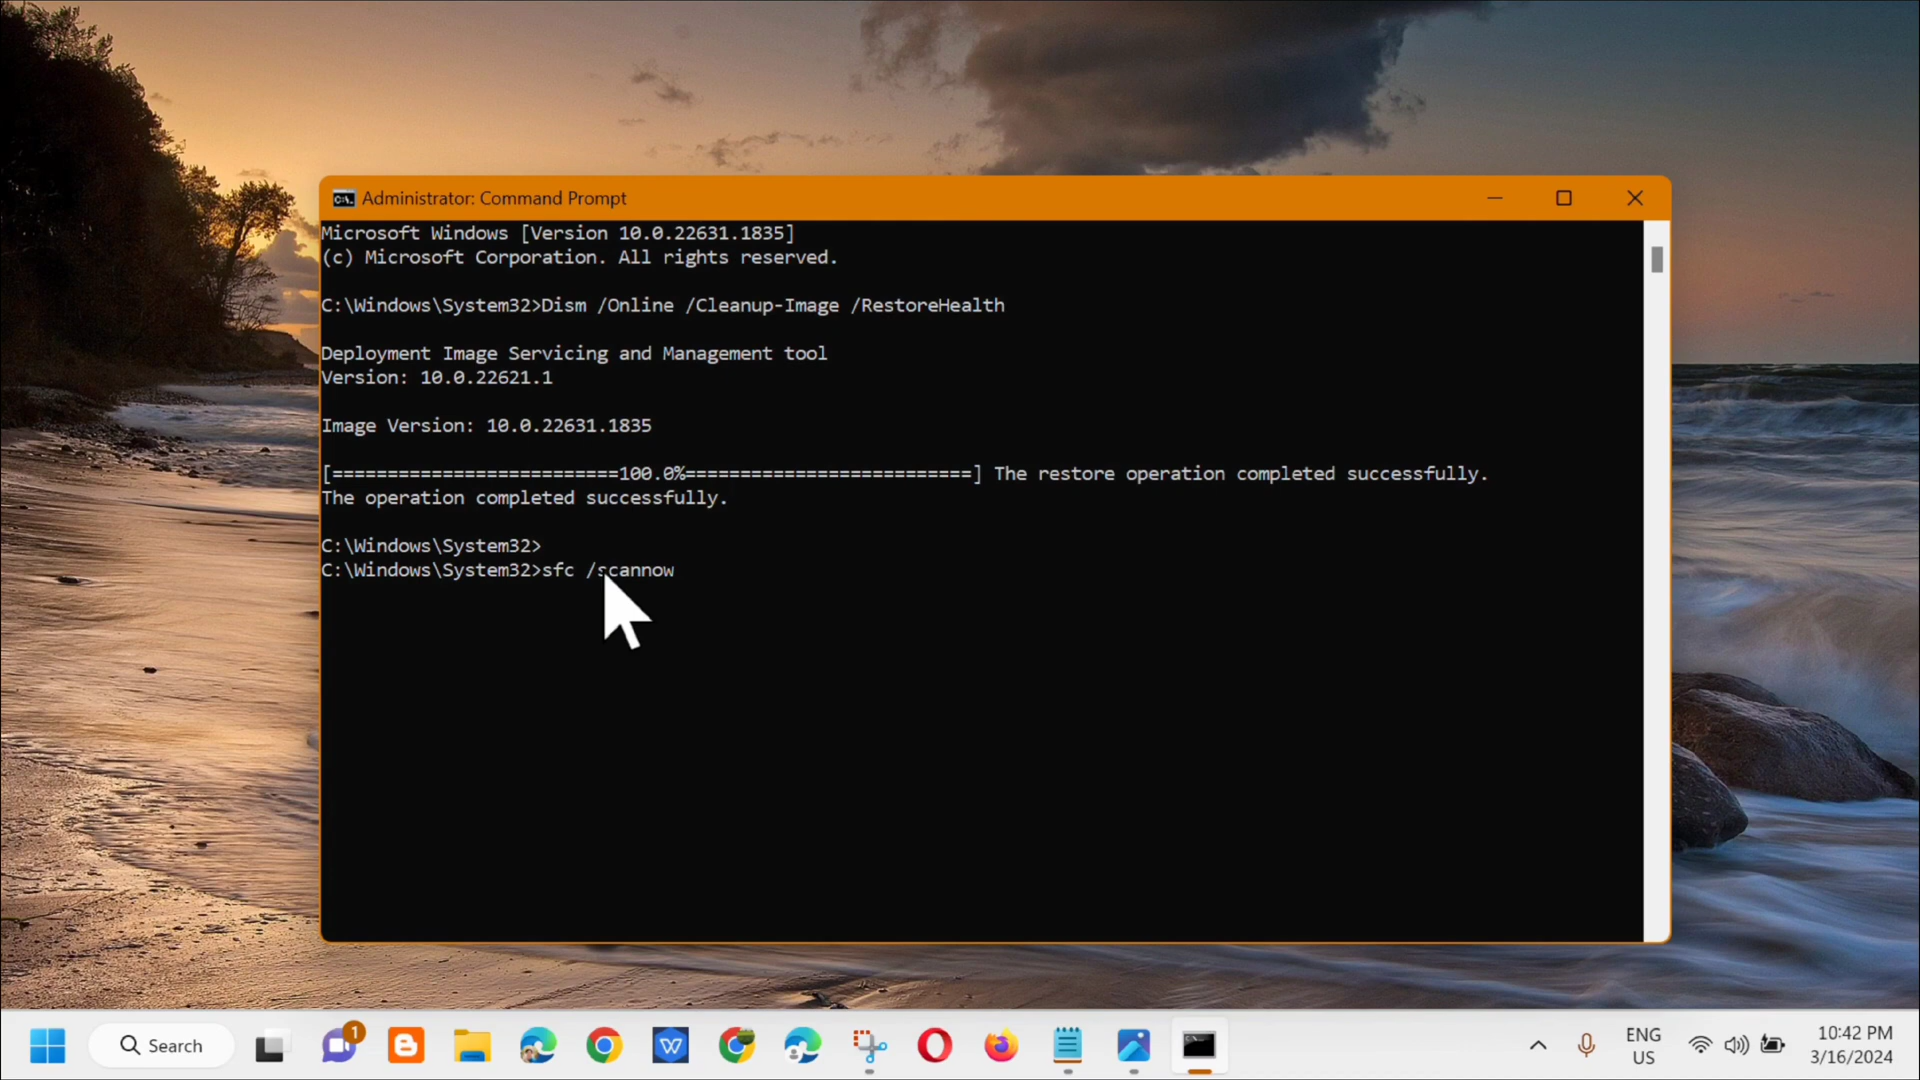 Administrator: Command Prompt
Microsoft Windows [Version 10.0.22631.1835]
(c) Microsoft Corporation. All rights reserved.
C:\Windows\System32>Dism /Online /Cleanup-Image /RestoreHealth
Deployment Image Servicing and Management tool
Version: 10.0.22621.1
Image Version: 10.0.22631.1835
[==========================100.0%==========================] The restore operation completed successfully.
The operation completed successfully.
C:\Windows\System32>
C:\Windows\System32>sfc /scannow
1
Search
ENG
US
10:42 PM
3/16/2024